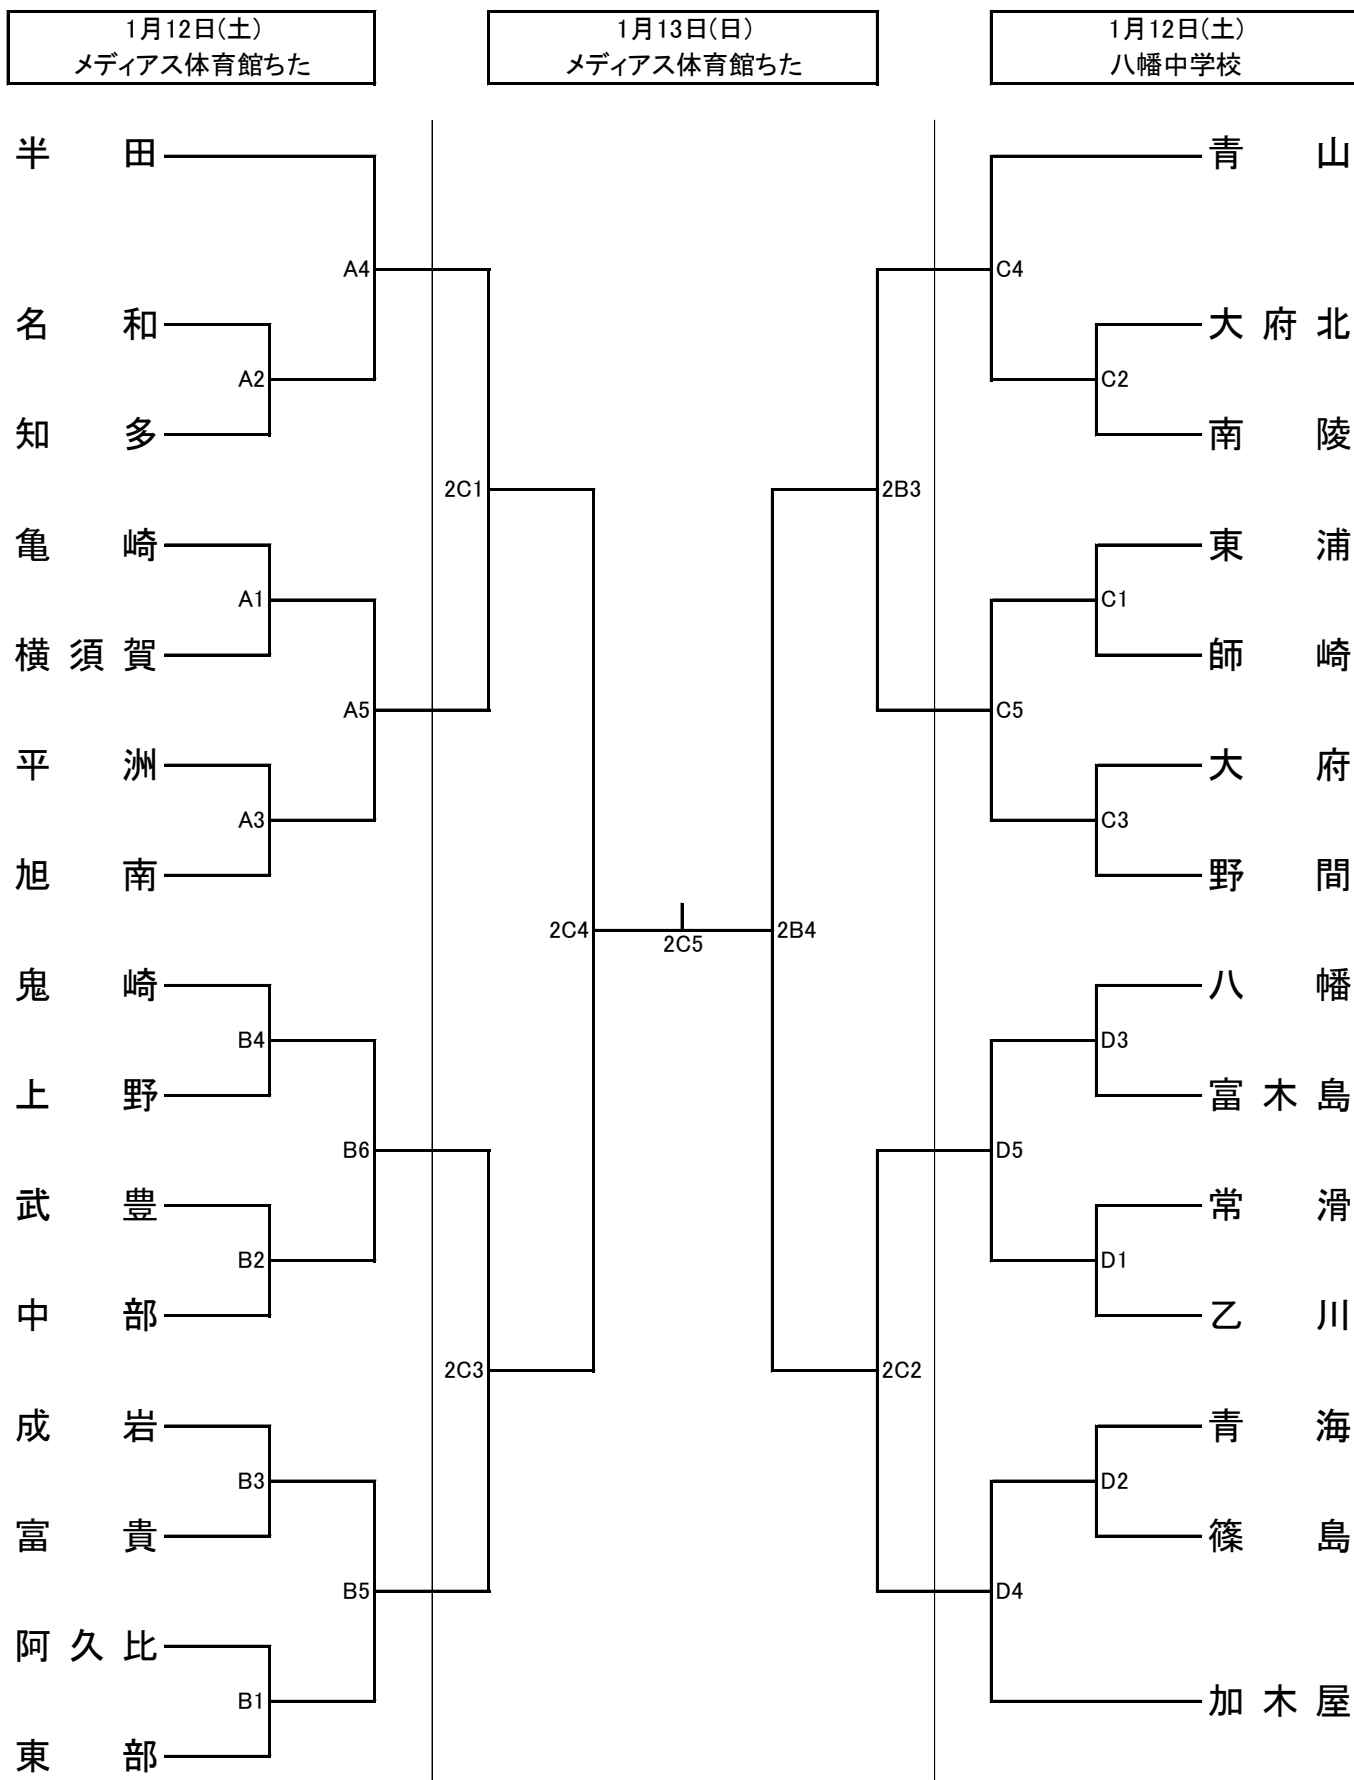 1月12日(土)
メディアス体育館ちた
1月13日(日)
メディアス体育館ちた
1月12日(土)
八幡中学校
半田
名和
知多
亀崎
横須賀
平洲
旭南
鬼崎
上野
武豊
中部
成岩
富貴
阿久比
東部
A4
A2
A1
A5
A3
B4
B6
B2
B3
B5
B1
2C1
2C3
2C4
2C5
2B4
2B3
2C2
C4
C2
C1
C5
C3
D3
D5
D1
D2
D4
青山
大府北
南陵
東浦
師崎
大府
野間
八幡
富木島
常滑
乙川
青海
篠島
加木屋